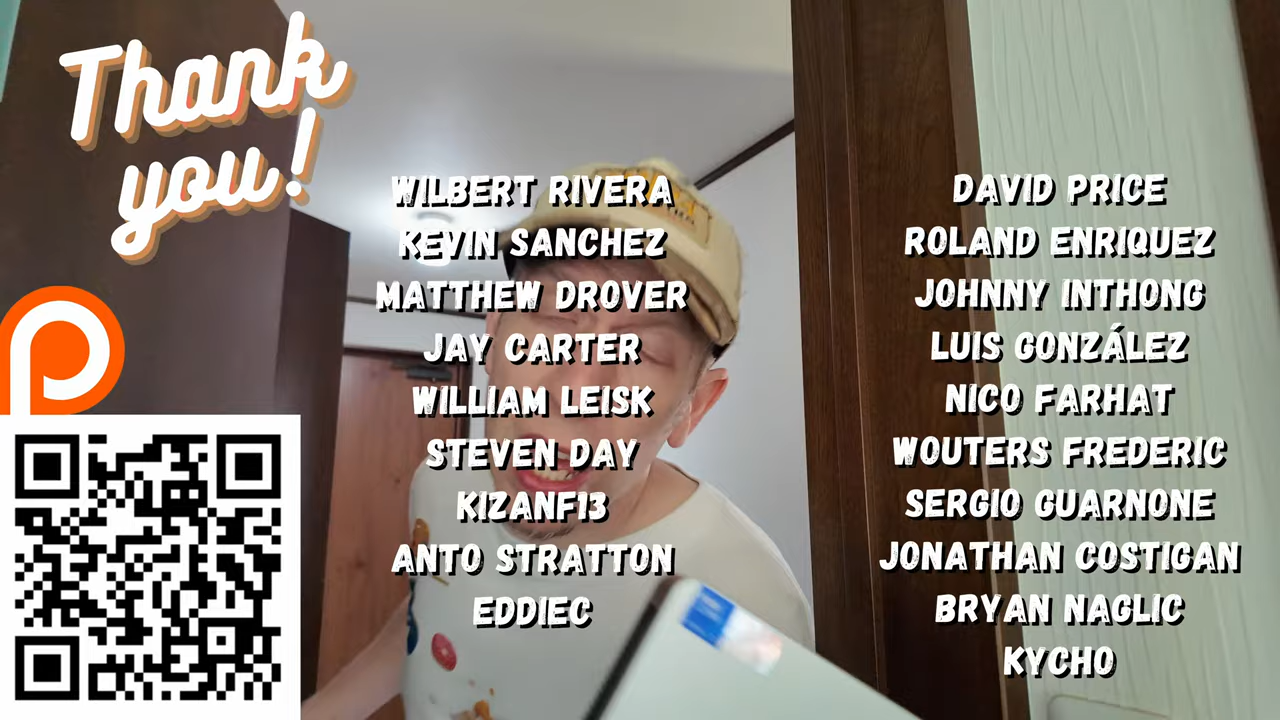 Thank
you!
WILBERT RIVERA
KEVIN SANCHEZ
MATTHEW DROVER
JAY CARTER
WILLIAM LEISK
STEVEN DAY
KIZANF13
ANTO STRATTON
EDDIEC
DAVID PRICE
ROLAND ENRIQUEZ
JOHNNY INTHONG
LUIS GONZÁLEZ
NICO FARHAT
WOUTERS FREDERIC
SERGIO GUARNONE
JONATHAN COSTIGAN
BRYAN NAGLIC
KYCHO